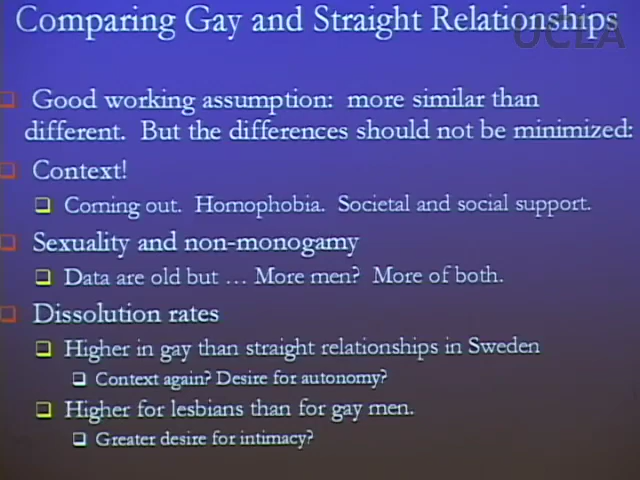 Comparing Gay and Straight Relationships
UCLA
Good working assumption: more similar than
different. But the differences should not be minimized:
Context!
Coming out. Homophobia. Societal and social support.
Sexuality and non-monogamy
Data are old but … More men? More of both.
Dissolution rates
Higher in gay than straight relationships in Sweden
Context again? Desire for autonomy?
Higher for lesbians than for gay men.
Greater desire for intimacy?